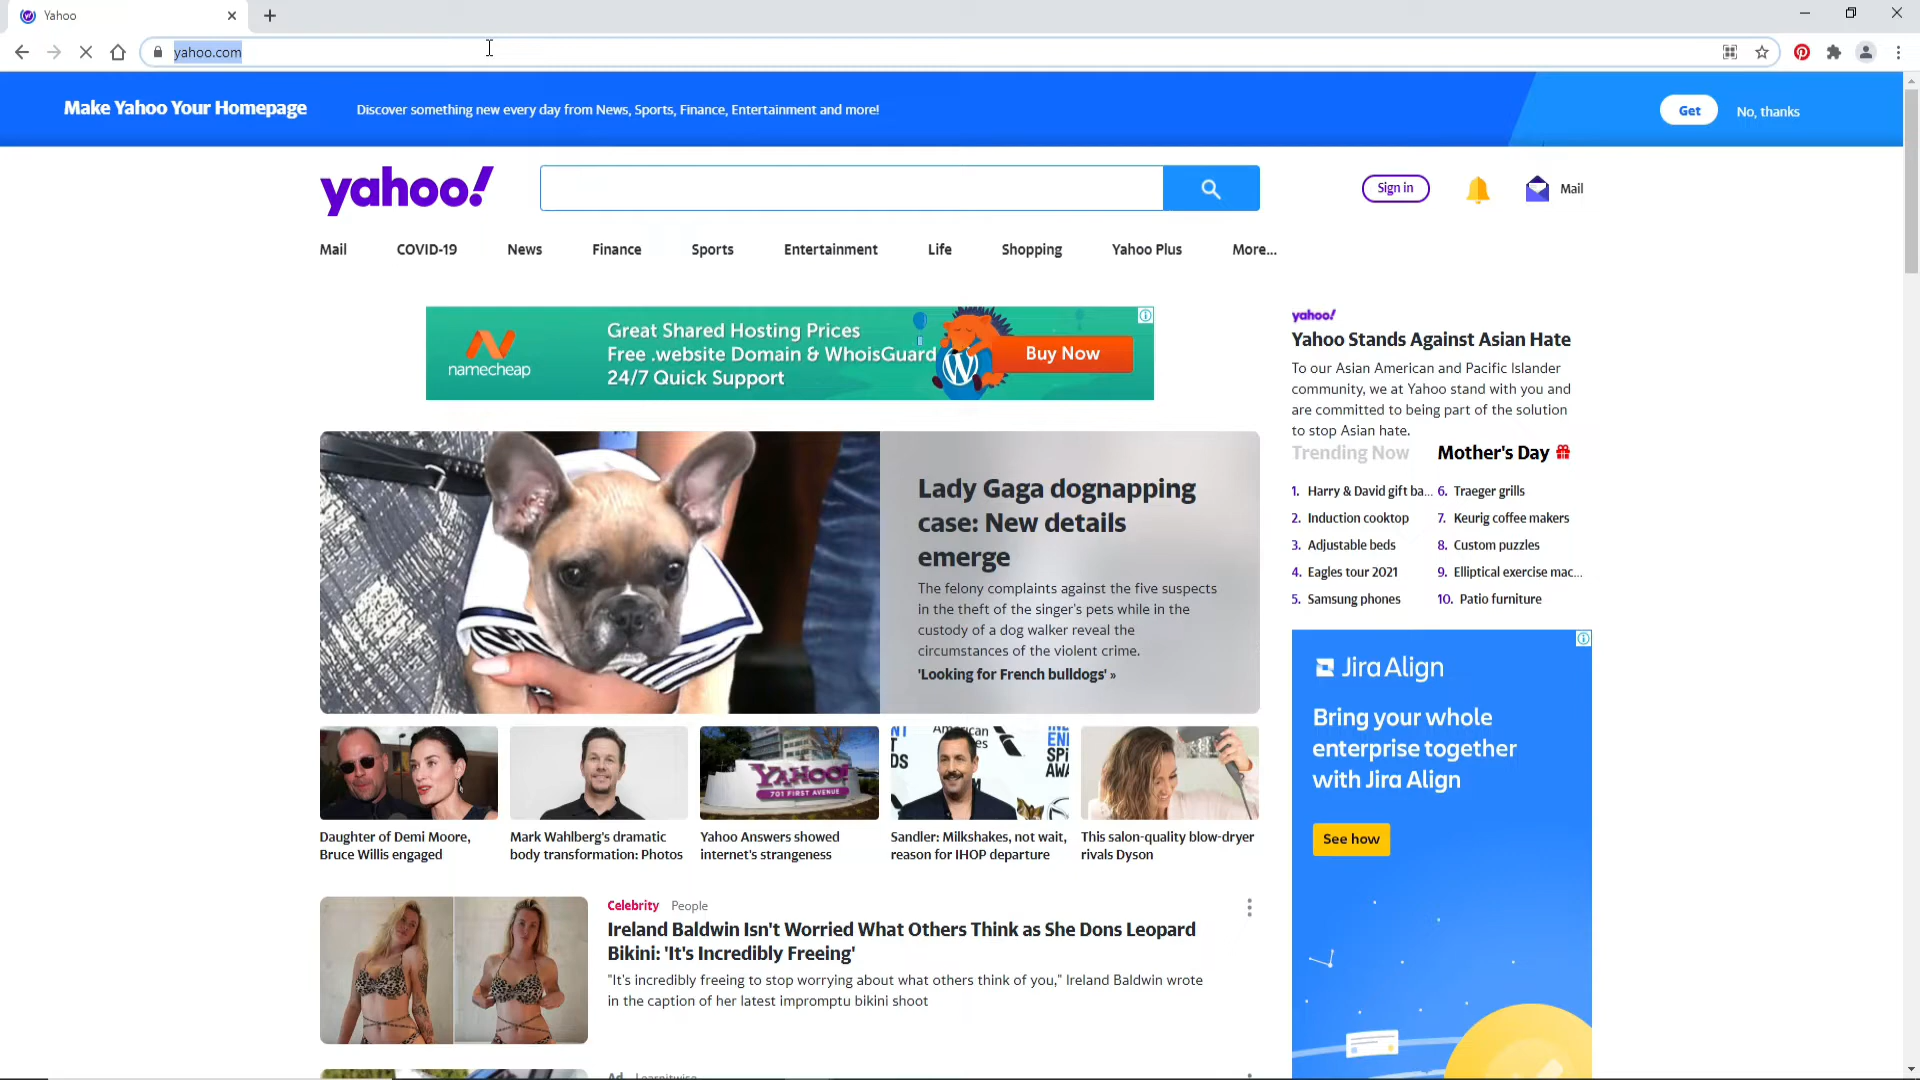 Yahoo
yahoo.com
Make Yahoo Your Homepage
Discover something new every day from News, Sports, Finance, Entertainment and more!
Get
No, thanks
yahoo!
Sign in
Mail
Mail
COVID-19
News
Finance
Sports
Entertainment
Life
Shopping
Yahoo Plus
More...
namecheap
Great Shared Hosting Prices
Free .website Domain & WhoisGuard
24/7 Quick Support
Buy Now
yahoo!
Yahoo Stands Against Asian Hate
To our Asian American and Pacific Islander
community, we at Yahoo stand with you and
are committed to being part of the solution
to stop Asian hate.
Trending Now
Mother's Day
1. Harry & David gift ba...
2. Induction cooktop
3. Adjustable beds
4. Eagles tour 2021
5. Samsung phones
6. Traeger grills
7. Keurig coffee makers
8. Custom puzzles
9. Elliptical exercise mac...
10. Patio furniture
Lady Gaga dognapping
case: New details
emerge
The felony complaints against the five suspects
in the theft of the singer's pets while in the
custody of a dog walker reveal the
circumstances of the violent crime.
'Looking for French bulldogs' »
YAHOO!
701 FIRST AVENUE
American
Daughter of Demi Moore,
Bruce Willis engaged
Mark Wahlberg's dramatic
body transformation: Photos
Yahoo Answers showed
internet's strangeness
Sandler: Milkshakes, not wait,
reason for IHOP departure
This salon-quality blow-dryer
rivals Dyson
Jira Align
Bring your whole
enterprise together
with Jira Align
See how
Celebrity People
Ireland Baldwin Isn't Worried What Others Think as She Dons Leopard
Bikini: 'It's Incredibly Freeing'
"It's incredibly freeing to stop worrying about what others think of you," Ireland Baldwin wrote
in the caption of her latest impromptu bikini shoot